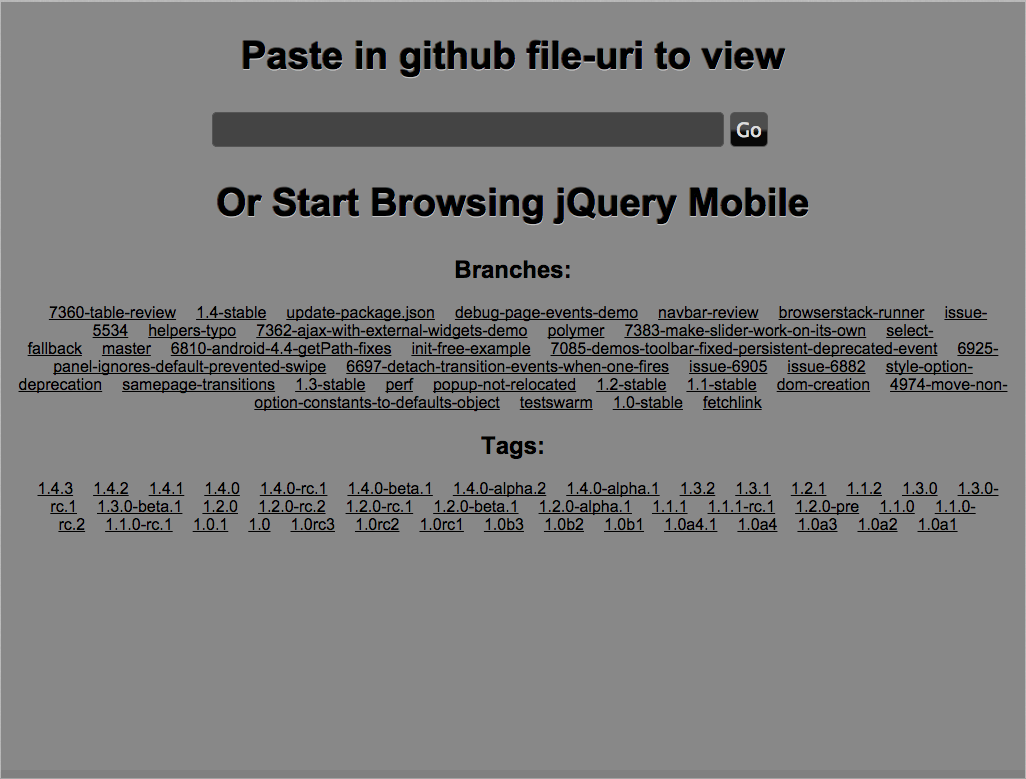 Paste in github file-uri to view
Go
Or Start Browsing jQuery Mobile
Branches:
7360-table-review 1.4-stable update-package.json debug-page-events-demo navbar-review browserstack-runner issue-
5534 helpers-typo 7362-ajax-with-external-widgets-demo polymer 7383-make-slider-work-on-its-own select-
fallback master 6810-android-4.4-getPath-fixes init-free-example 7085-demos-toolbar-fixed-persistent-deprecated-event 6925-
panel-ignores-default-prevented-swipe 6697-detach-transition-events-when-one-fires issue-6905 issue-6882 style-option-
deprecation samepage-transitions 1.3-stable perf popup-not-relocated 1.2-stable 1.1-stable dom-creation 4974-move-non-
option-constants-to-defaults-object testswarm 1.0-stable fetchlink
Tags:
1.4.3 1.4.2 1.4.1 1.4.0 1.4.0-rc.1 1.4.0-beta.1 1.4.0-alpha.2 1.4.0-alpha.1 1.3.2 1.3.1 1.2.1 1.1.2 1.3.0 1.3.0-
rc.1 1.3.0-beta.1 1.2.0 1.2.0-rc.2 1.2.0-rc.1 1.2.0-beta.1 1.2.0-alpha.1 1.1.1 1.1.1-rc.1 1.2.0-pre 1.1.0 1.1.0-
rc.2 1.1.0-rc.1 1.0.1 1.0 1.0rc3 1.0rc2 1.0rc1 1.0b3 1.0b2 1.0b1 1.0a4.1 1.0a4 1.0a3 1.0a2 1.0a1